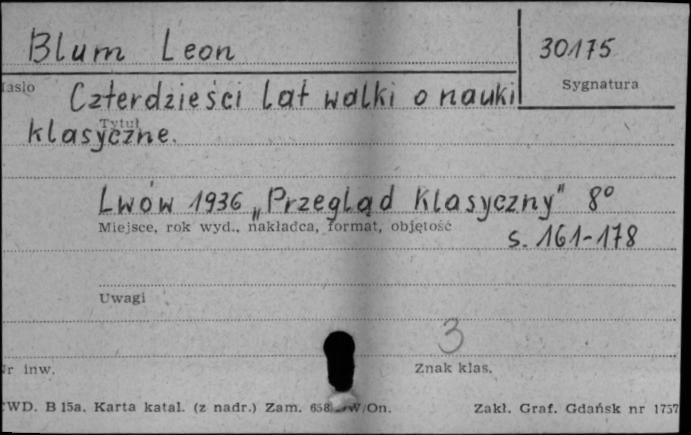 Blum Leon
30175
Sygnatura
Czterdzieści lat walki o nauki
Tytuł
klasyczne.
Lwów 1936 „Przegląd Klasyczny" 8°
Miejsce, rok wyd., nakładca, format, objętość
s. 161-178
Uwagi
3
inw.
Znak klas.
WD. B 15a. Karta katal. (z nadr.) Zam. W/On.
Zakł. Graf. Gdańsk nr 1757